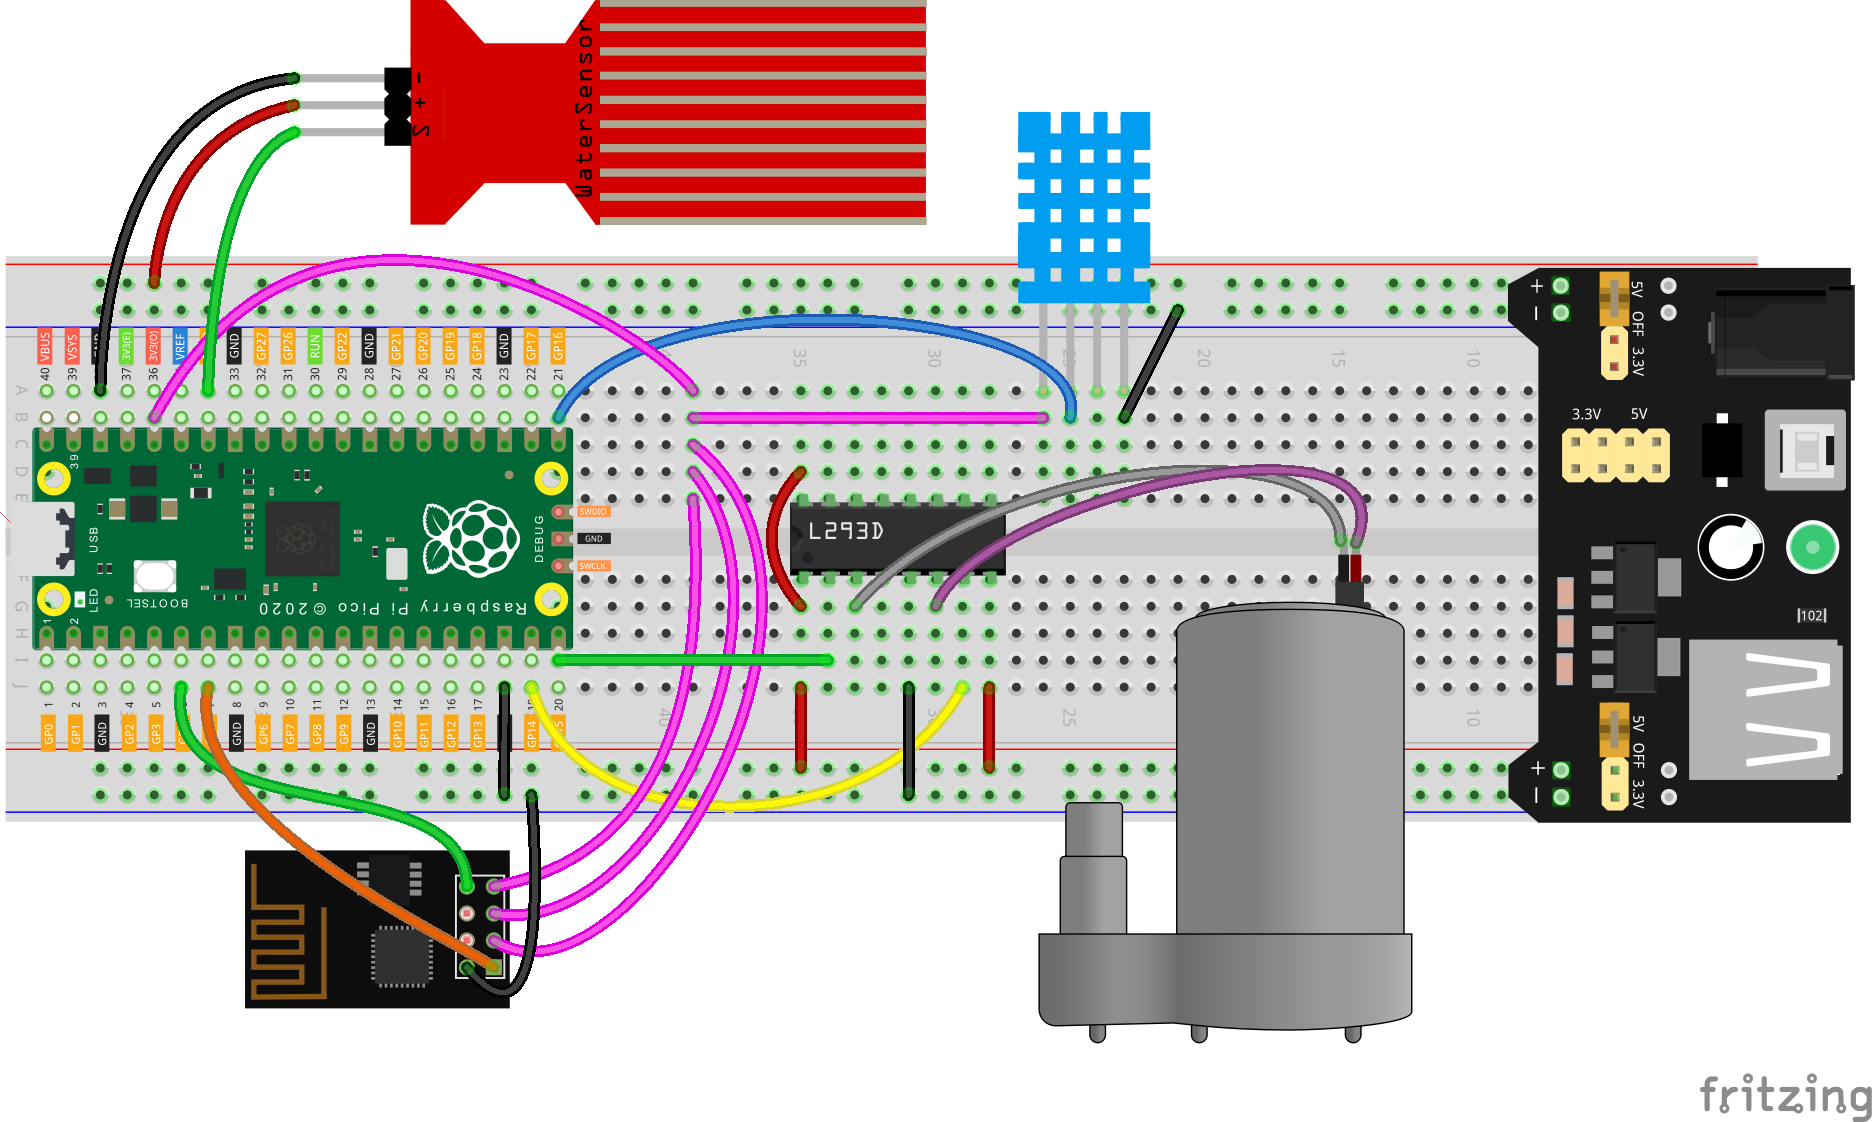 - + S
WaterSensor
VBUS
VSYS
3V3(E)
3V3(O)
VREF
GND
GP27
GP26
RUN
GP22
GND
GP21
GP20
GP19
GP18
GND
GP17
GP16
40 39 38 37 36 33 32 31 30 29 28 27 26 25 24 23 22 21
35 30 20 15 10
A
B
C
D
E
F
G
H
I
J
39
USB
BOOTSEL
LED
1
2
Raspberry Pi Pico © 2020
DEBUG
SWDIO
GND
SWCLK
L293D
1 2 3 4 5 8 9 10 11 12 13 14 15 16 17 20
GP0
GP1
GND
GP2
GP3
GND
GP6
GP7
GP8
GP9
GND
GP10
GP11
GP12
GP13
GP14
40 25 10
+
-
5V OFF 3.3V
3.3V 5V
102
5V OFF 3.3V
+
-
fritzing